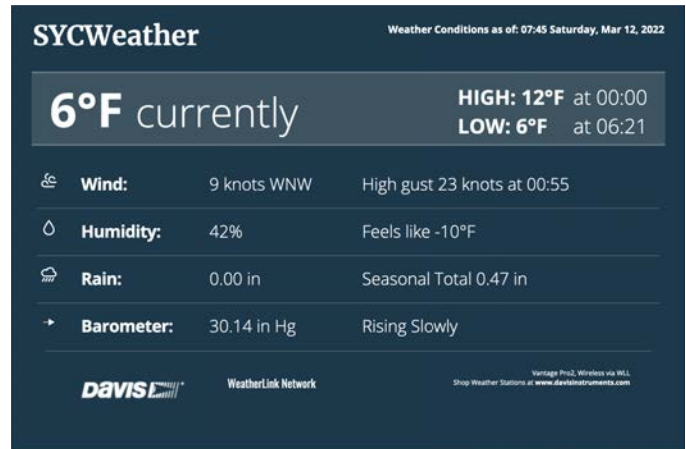 SYCWeather
Weather Conditions as of: 07:45 Saturday, Mar 12, 2022
6°F currently
HIGH: 12°F at 00:00
LOW: 6°F at 06:21
Wind: 9 knots WNW High gust 23 knots at 00:55
Humidity: 42% Feels like -10°F
Rain: 0.00 in Seasonal Total 0.47 in
Barometer: 30.14 in Hg Rising Slowly
DAVIS
WeatherLink Network
Vantage Pro2, Wireless via WLL
Shop Weather Stations at www.davisinstruments.com